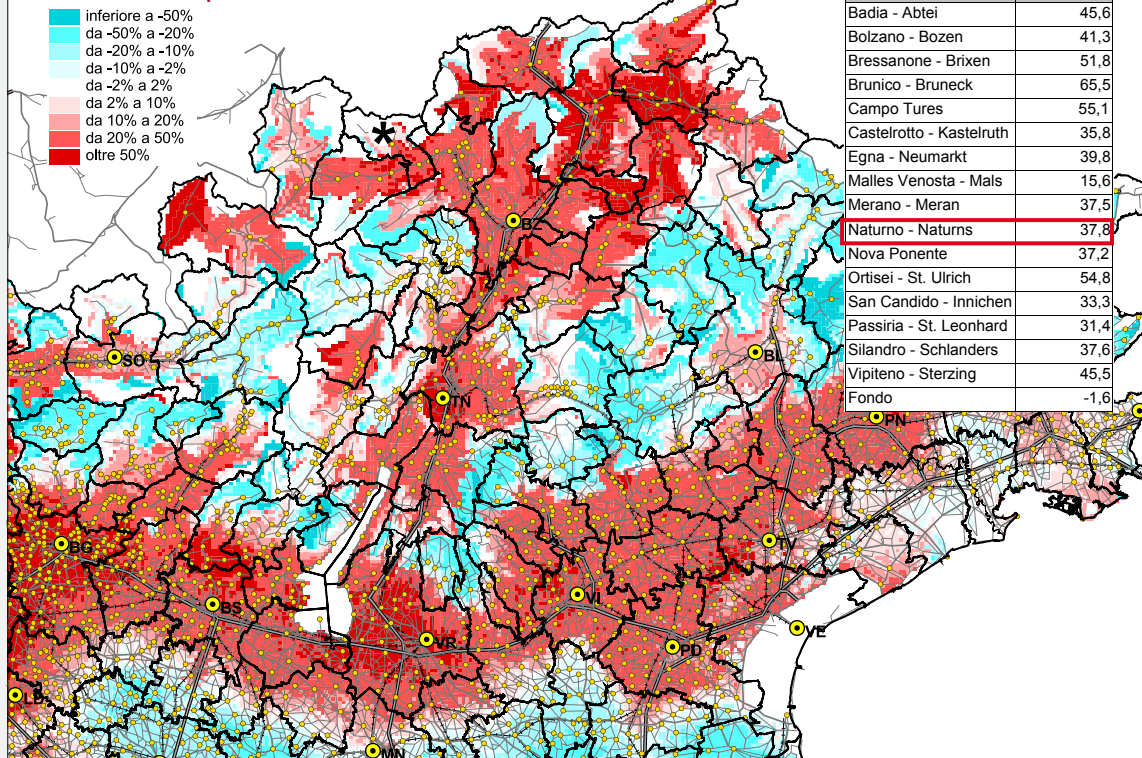 inferiore a -50%
da -50% a -20%
da -20% a -10%
da -10% a -2%
da -2% a 2%
da 2% a 10%
da 10% a 20%
da 20% a 50%
oltre 50%
Badia - Abtei 45,6
Bolzano - Bozen 41,3
Bressanone - Brixen 51,8
Brunico - Bruneck 65,5
Campo Tures 55,1
Castelrotto - Kastelruth 35,8
Egna - Neumarkt 39,8
Malles Venosta - Mals 15,6
Merano - Meran 37,5
Naturno - Naturns 37,8
Nova Ponente 37,2
Ortisei - St. Ulrich 54,8
San Candido - Innichen 33,3
Passiria - St. Leonhard 31,4
Silandro - Schlanders 37,6
Vipiteno - Sterzing 45,5
Fondo -1,6
*
BZ
SO
BL
TN
PN
BG
TV
BS
VI
VR
VE
PD
LO
MN